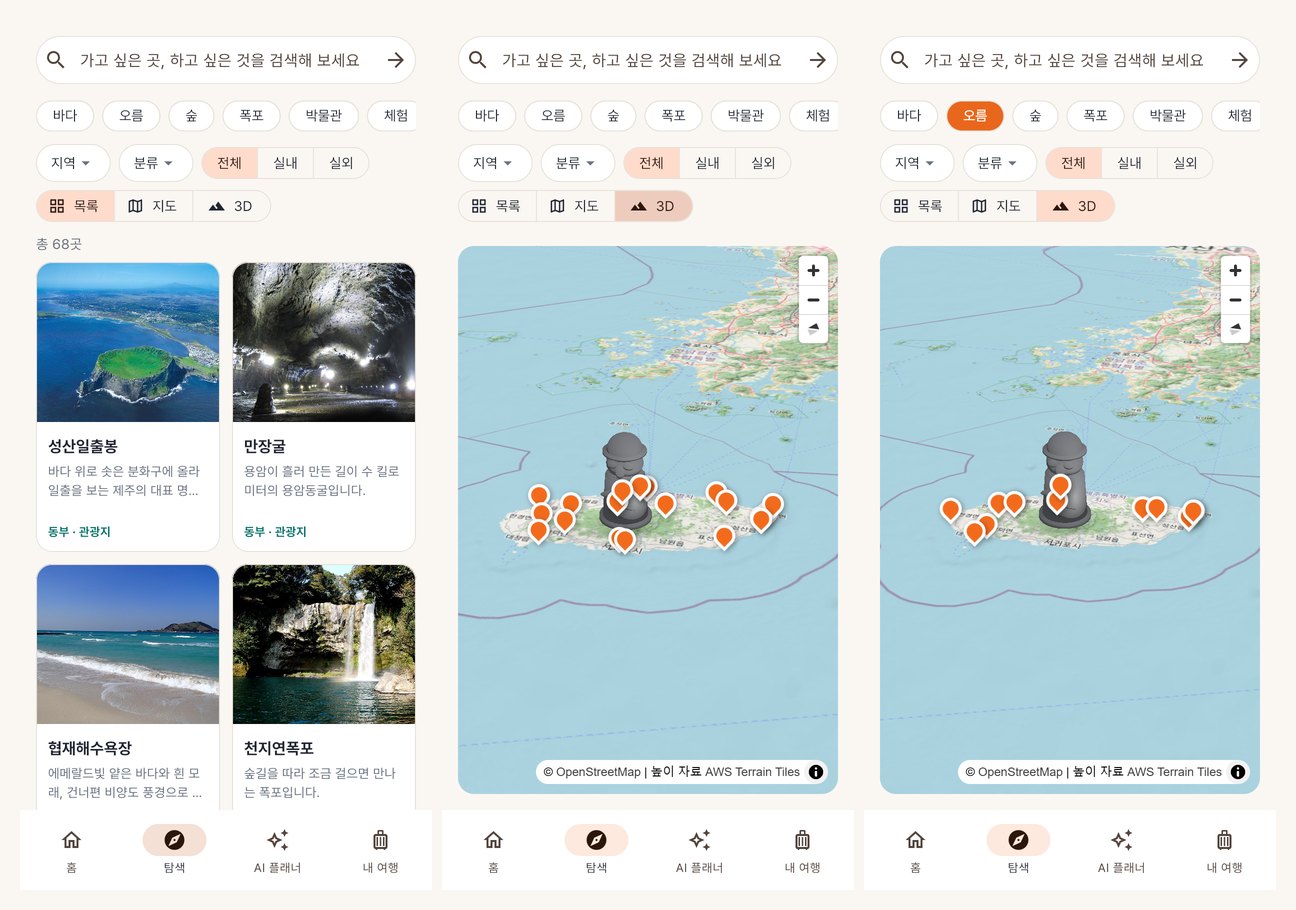 가고 싶은 곳, 하고 싶은 것을 검색해 보세요
바다 오름 숲 폭포 박물관 체험
지역 분류 전체 실내 실외
목록 지도 3D
총 68곳
성산일출봉
바다 위로 솟은 분화구에 올라
일출을 보는 제주의 대표 명...
동부 · 관광지
만장굴
용암이 흘러 만든 길이 수 킬로
미터의 용암동굴입니다.
동부 · 관광지
협재해수욕장
에메랄드빛 얕은 바다와 흰 모
래, 건너편 비양도 풍경으로 ...
천지연폭포
숲길을 따라 조금 걸으면 만나
는 폭포입니다.
홈 탐색 AI 플래너 내 여행
가고 싶은 곳, 하고 싶은 것을 검색해 보세요
바다 오름 숲 폭포 박물관 체험
지역 분류 전체 실내 실외
목록 지도 3D
남원읍
© OpenStreetMap | 높이 자료 AWS Terrain Tiles
홈 탐색 AI 플래너 내 여행
가고 싶은 곳, 하고 싶은 것을 검색해 보세요
바다 오름 숲 폭포 박물관 체험
지역 분류 전체 실내 실외
목록 지도 3D
서귀포시
남원읍
© OpenStreetMap | 높이 자료 AWS Terrain Tiles
홈 탐색 AI 플래너 내 여행